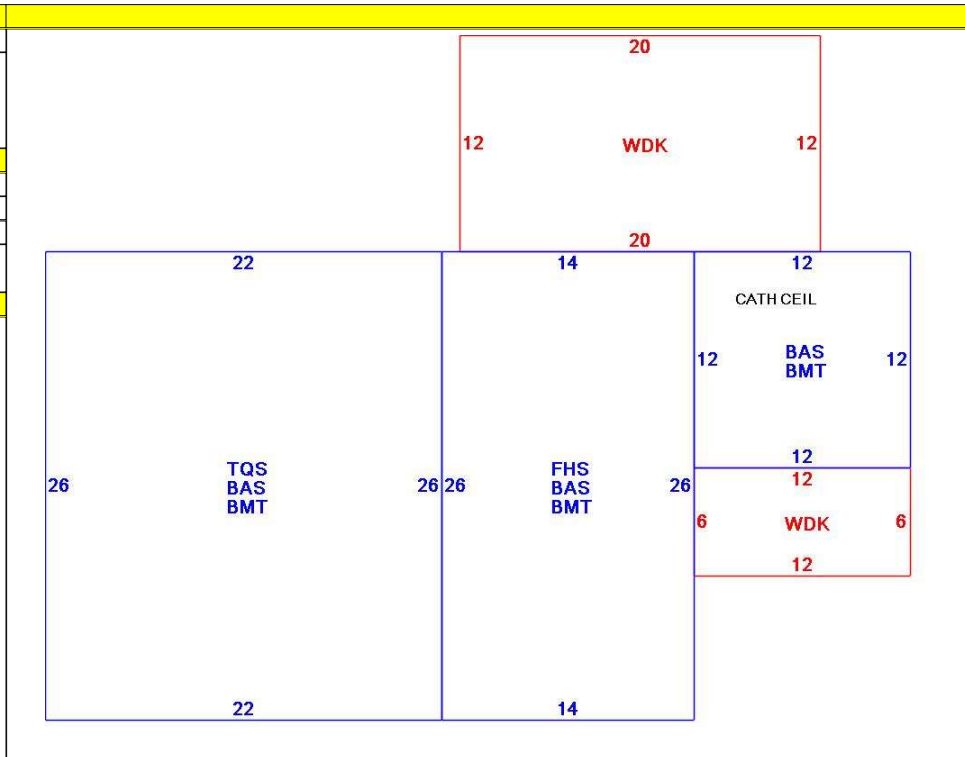 20
12 WDK 12
20
22 14 12
CATH CEIL
12 BAS 12
BMT
12
12
TQS FHS
26 BAS 26 26 BAS 26
BMT BMT
6 WDK 6
12
22 14